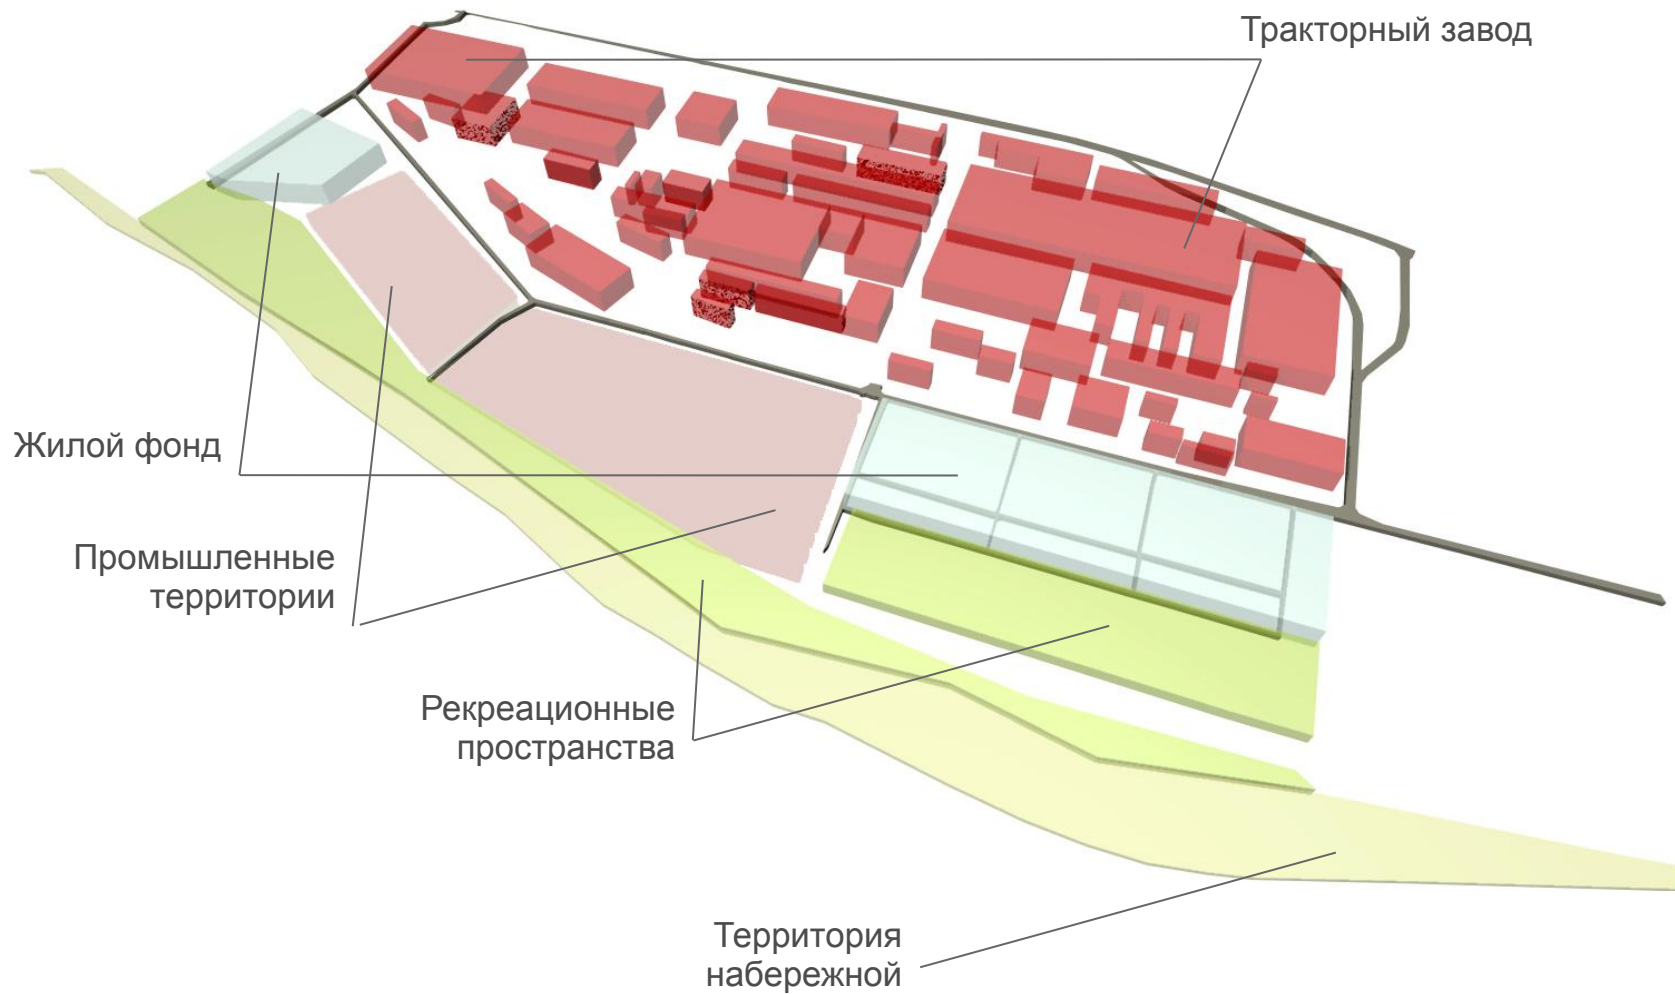 Тракторный завод
Жилой фонд
Промышленные
территории
Рекреационные
пространства
Территория
набережной